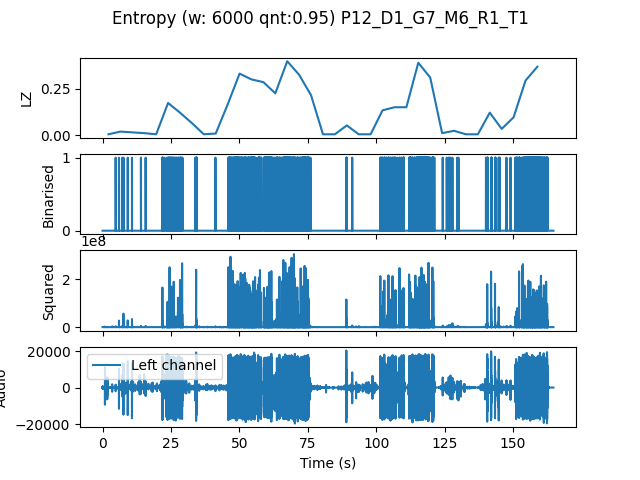 Entropy (w: 6000 qnt:0.95) P12_D1_G7_M6_R1_T1
LZ
0.25
0.00
Binarised
1
0
1e8
Squared
2
0
Audio
20000
0
−20000
Left channel
0 25 50 75 100 125 150
Time (s)